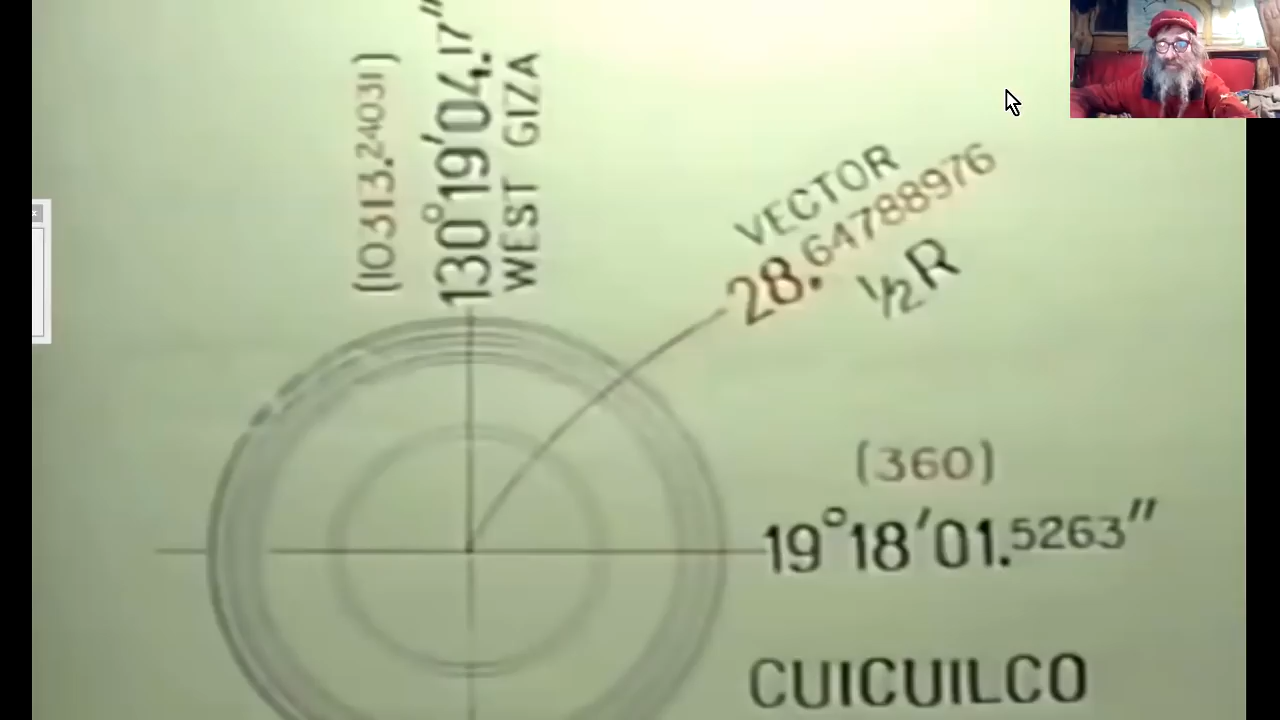 (10313.24031)
130°19'04.17"
WEST GIZA
VECTOR
28.64788976
½R
(360)
19°18'01.5263"
CUICUILCO